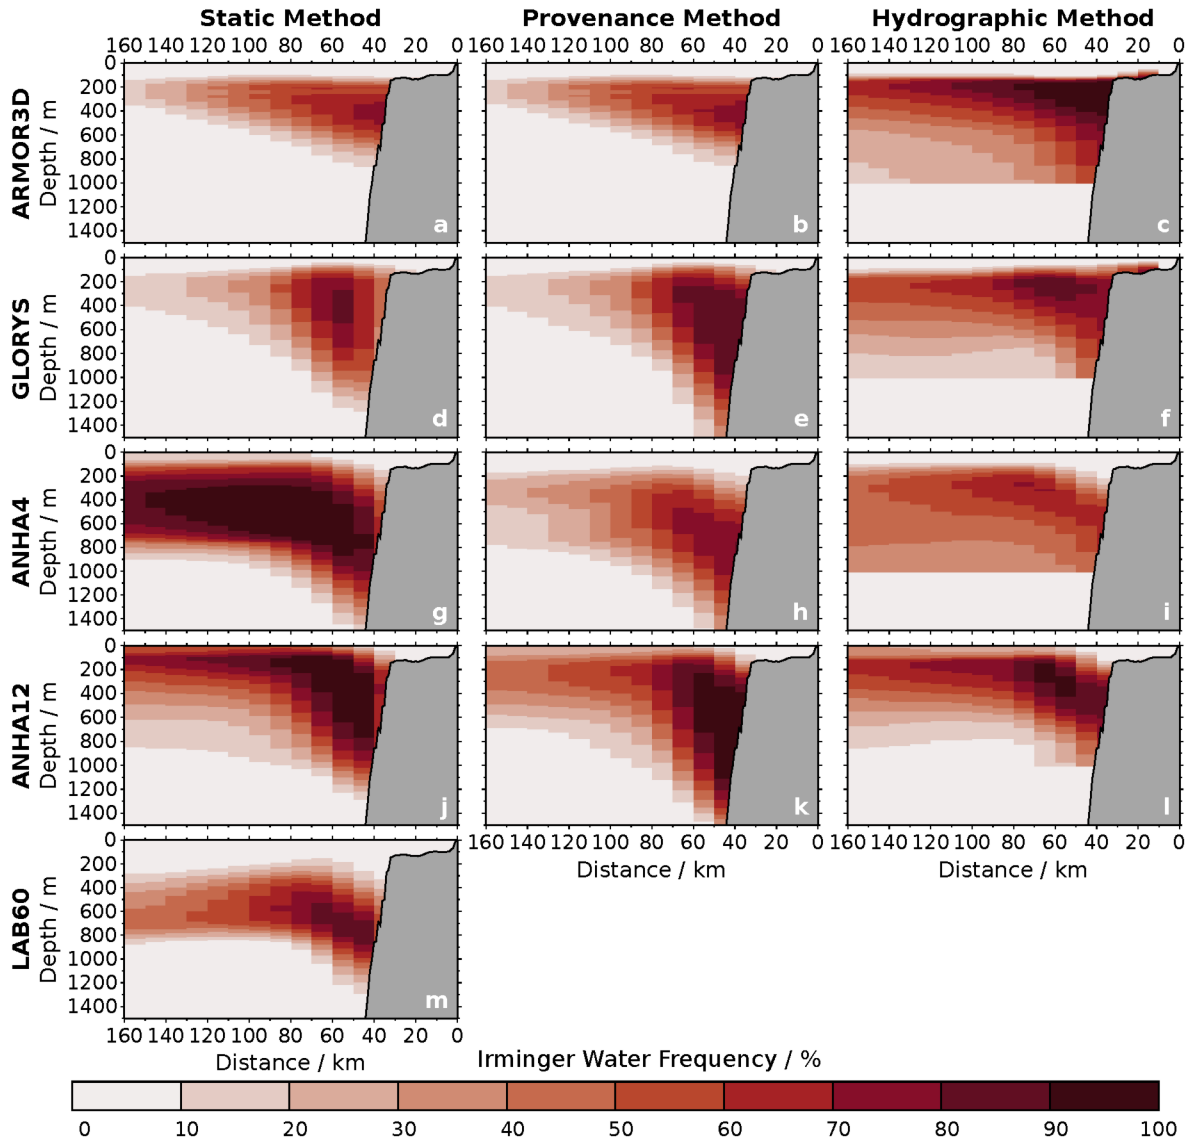 Static Method Provenance Method Hydrographic Method
160 140 120 100 80 60 40 20 0 160 140 120 100 80 60 40 20 0 160 140 120 100 80 60 40 20 0
ARMOR3D
Depth / m
0
200
400
600
800
1000
1200
1400
a b c
GLORYS
Depth / m
0
200
400
600
800
1000
1200
1400
d e f
ANHA4
Depth / m
0
200
400
600
800
1000
1200
1400
g h i
ANHA12
Depth / m
0
200
400
600
800
1000
1200
1400
j k l
160 140 120 100 80 60 40 20 0 160 140 120 100 80 60 40 20 0
Distance / km Distance / km
LAB60
Depth / m
0
200
400
600
800
1000
1200
1400
m
160 140 120 100 80 60 40 20 0
Distance / km
Irminger Water Frequency / %
0 10 20 30 40 50 60 70 80 90 100